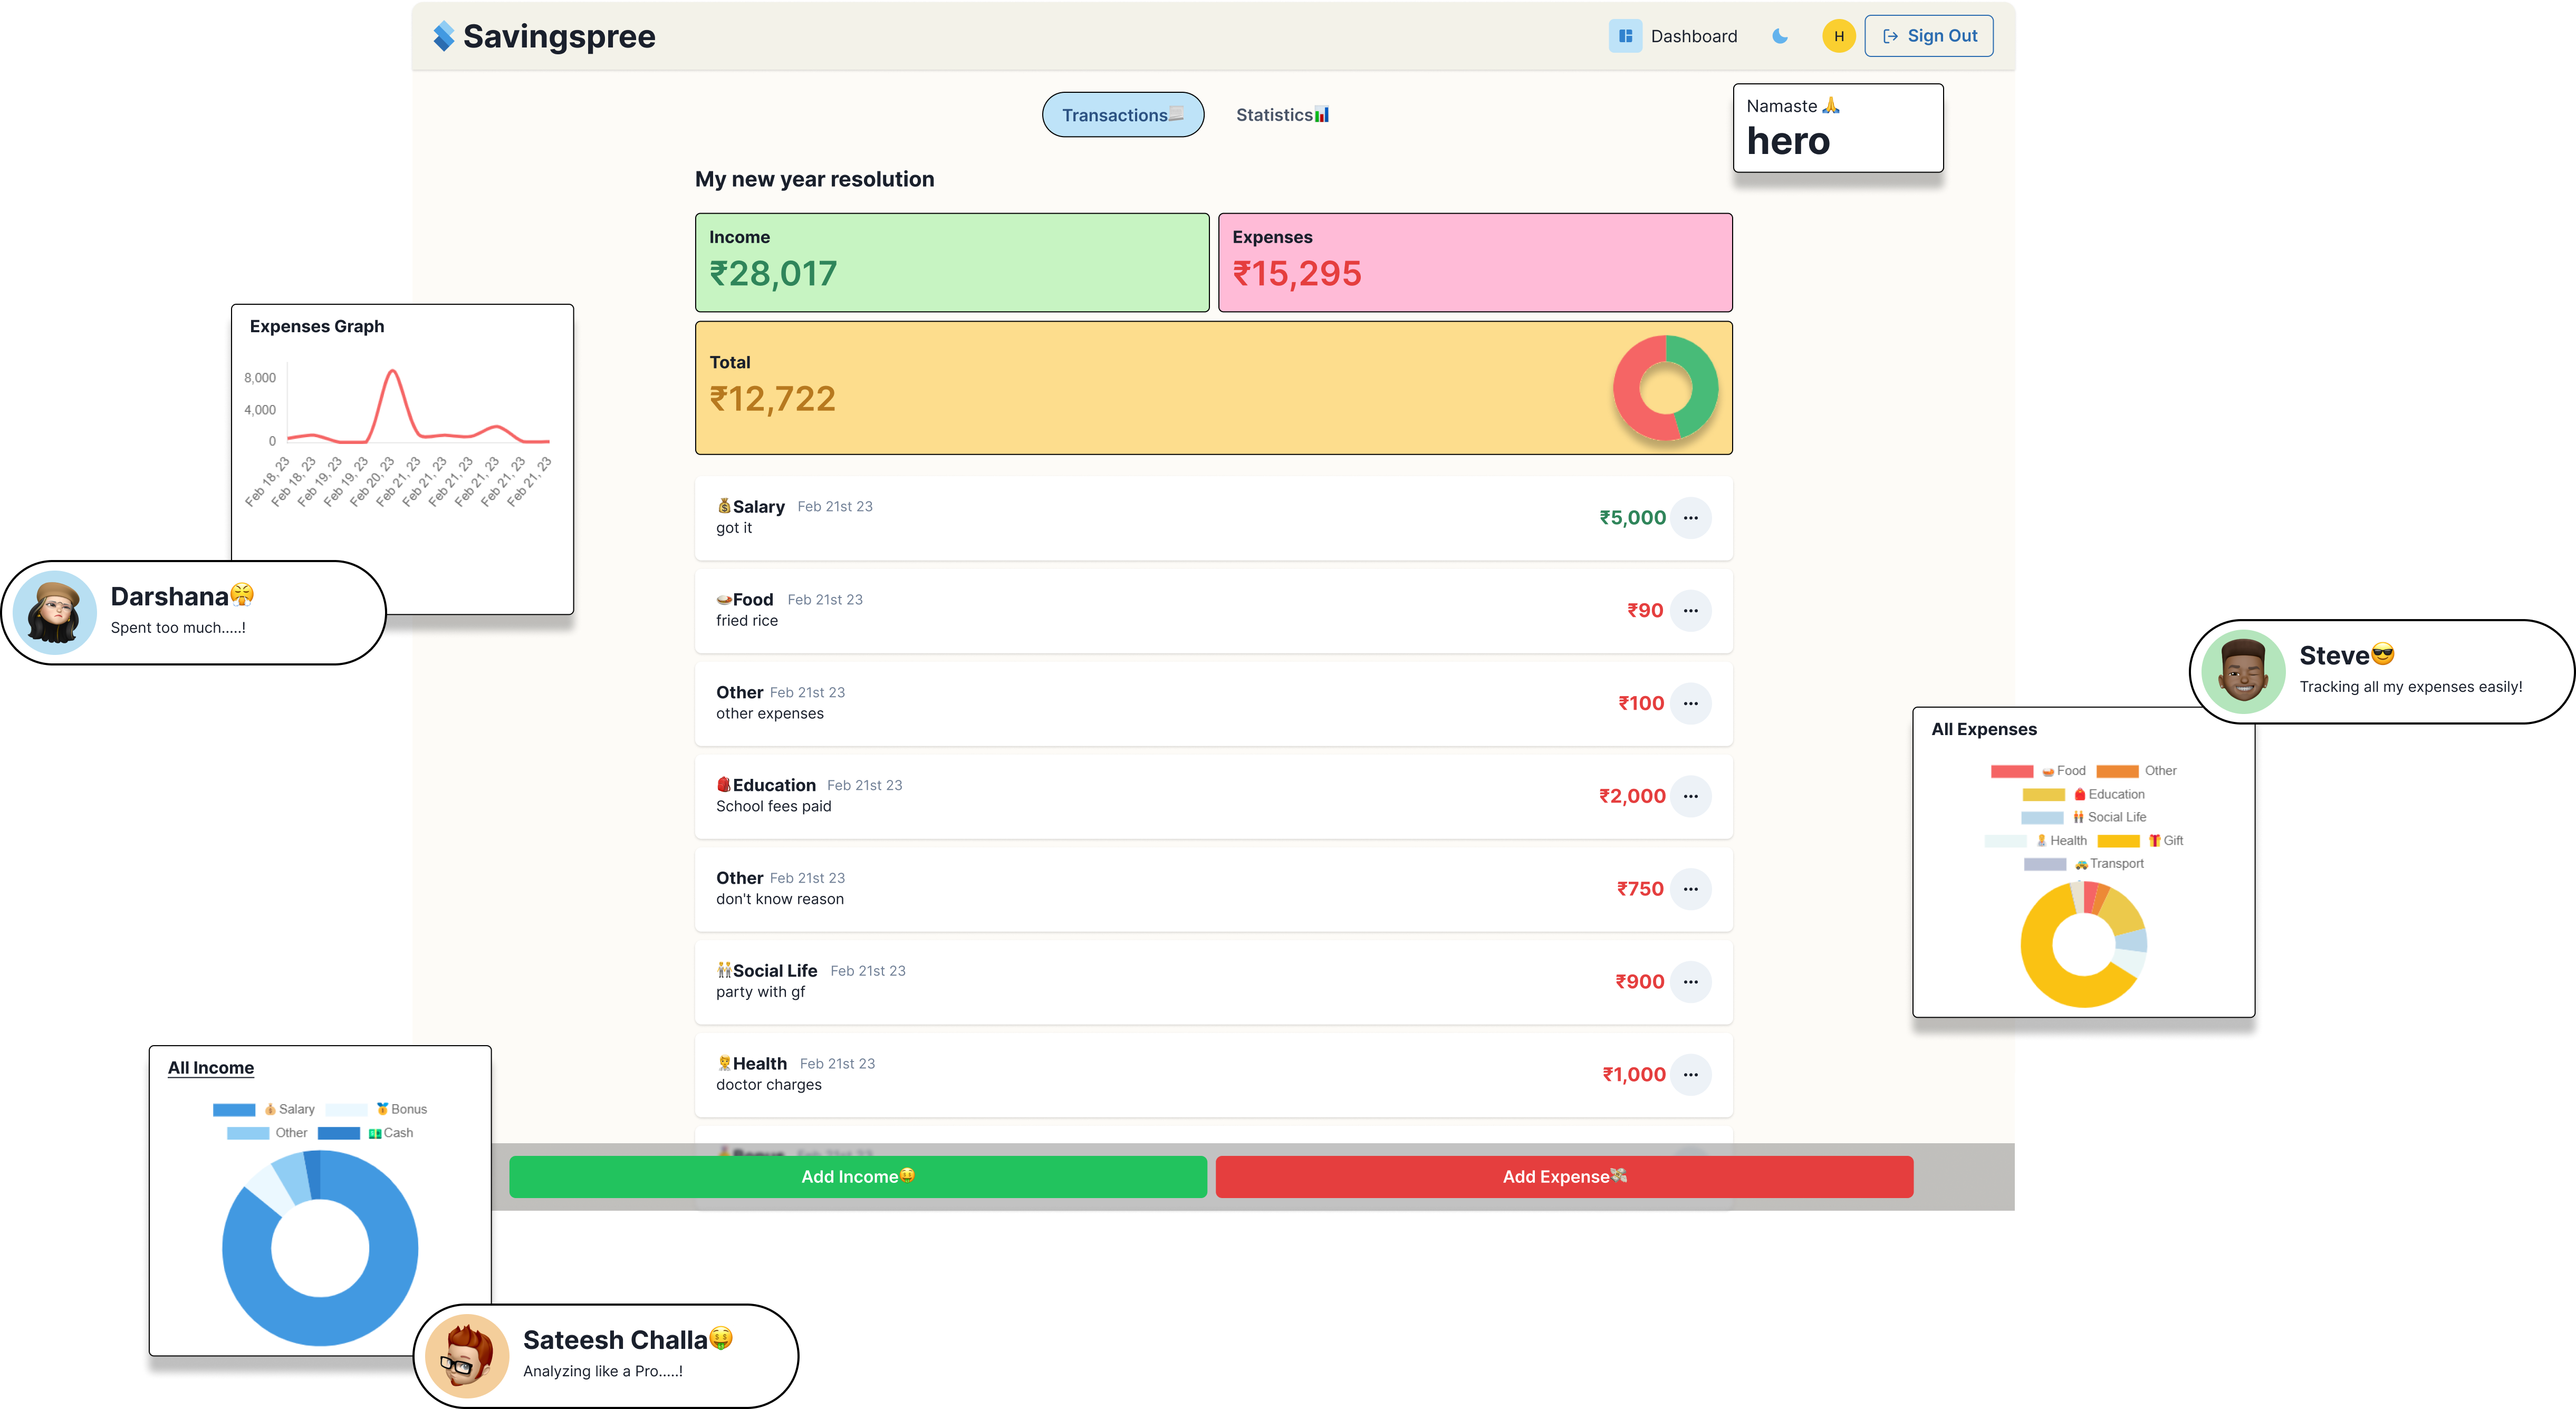 Savingspree
Dashboard
H
Sign Out
Transactions
Statistics
Namaste 🙏
hero
My new year resolution
Income
₹28,017
Expenses
₹15,295
Total
₹12,722
Expenses Graph
8,000
4,000
0
Feb 18, 23
Feb 18, 23
Feb 19, 23
Feb 19, 23
Feb 20, 23
Feb 21, 23
Feb 21, 23
Feb 21, 23
Feb 21, 23
Feb 21, 23
Feb 21, 23
Darshana
Spent too much.....!
Salary Feb 21st 23
got it
₹5,000
Food Feb 21st 23
fried rice
₹90
Other Feb 21st 23
other expenses
₹100
Education Feb 21st 23
School fees paid
₹2,000
Other Feb 21st 23
don't know reason
₹750
Social Life Feb 21st 23
party with gf
₹900
Health Feb 21st 23
doctor charges
₹1,000
Bonus Feb 21st 23
Add Income
Add Expense
Steve
Tracking all my expenses easily!
All Expenses
Food Other
Education
Social Life
Health Gift
Transport
All Income
Salary Bonus
Other Cash
Sateesh Challa
Analyzing like a Pro.....!